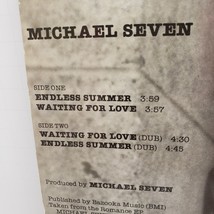 MICHAEL SEVEN
SIDE ONE
ENDLESS SUMMER 3:59
WAITING FOR LOVE 3:57
SIDE TWO
WAITING FOR LOVE (DUB) 4:30
ENDLESS SUMMER (DUB) 4:45
Produced by MICHAEL SEVEN
Published by Bazooka Music (BMI)
Taken from the Romance EP
MICHAEL